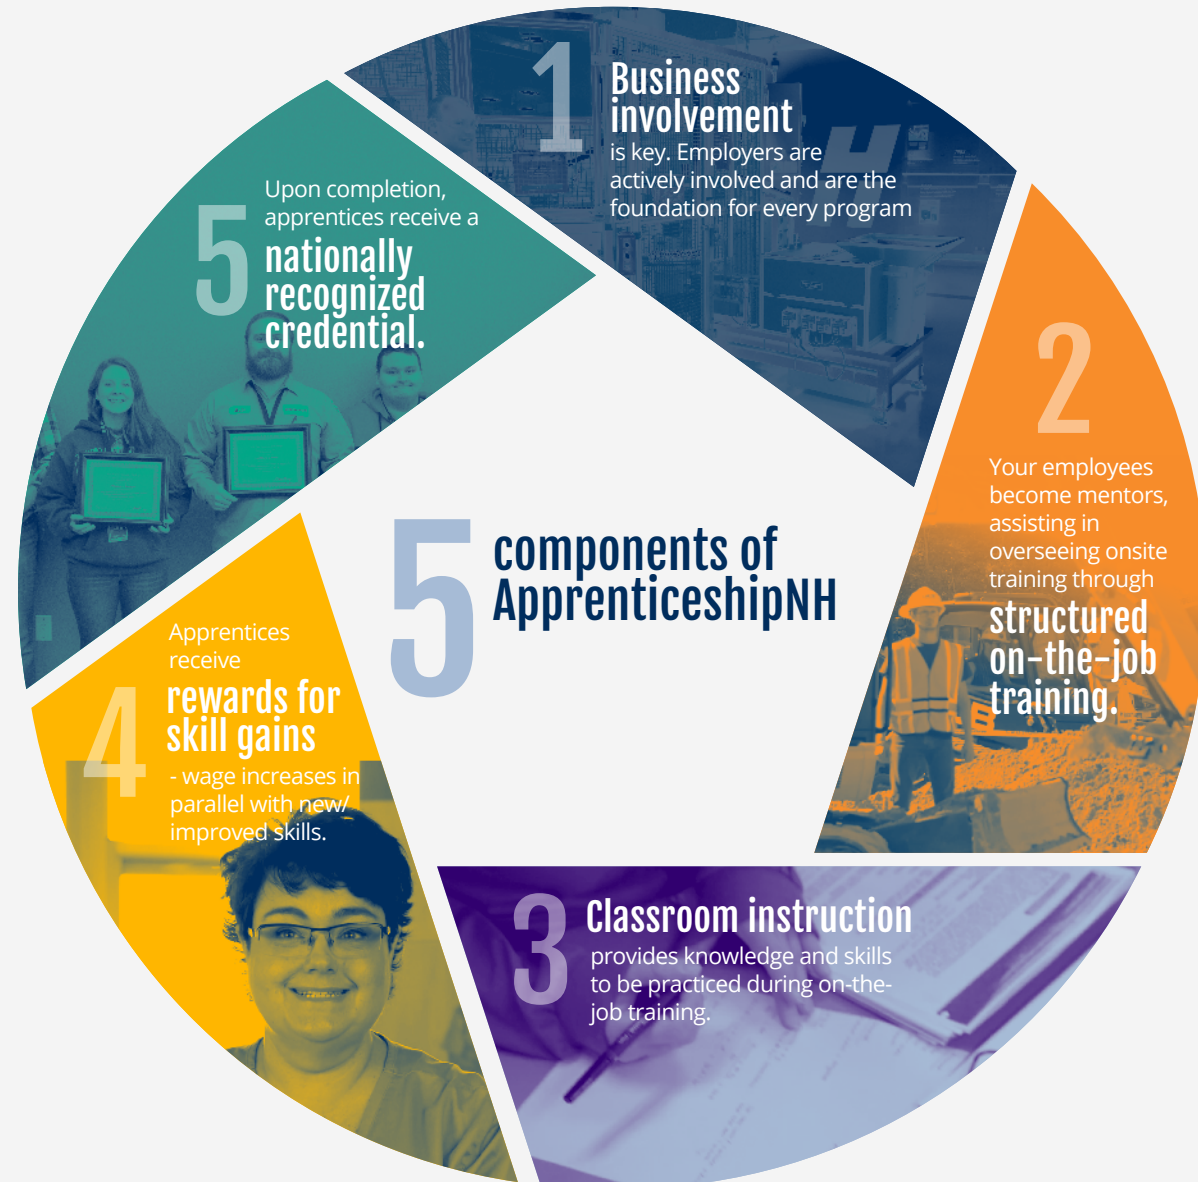 5
components of
ApprenticeshipNH
1
Business
involvement
is key. Employers are
actively involved and are the
foundation for every program
2
Your employees
become mentors,
assisting in
overseeing onsite
training through
structured
on-the-job
training.
3
Classroom instruction
provides knowledge and skills
to be practiced during on-the-
job training.
4
Apprentices
receive
rewards for
skill gains
- wage increases in
parallel with new/
improved skills.
5
Upon completion,
apprentices receive a
nationally
recognized
credential.
H